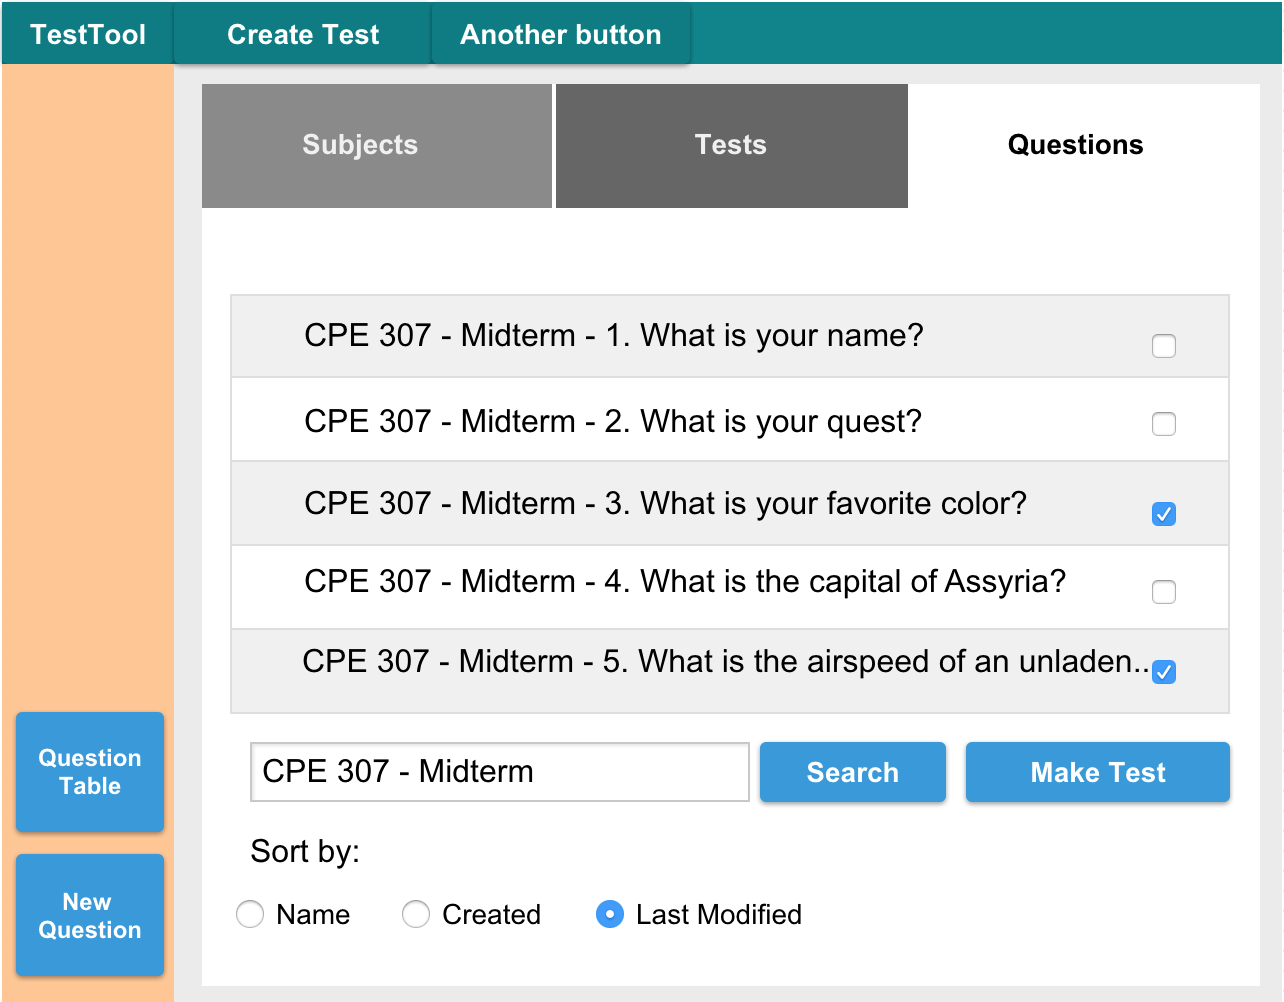 TestTool Create Test Another button
Subjects Tests Questions
CPE 307 - Midterm - 1. What is your name?
CPE 307 - Midterm - 2. What is your quest?
CPE 307 - Midterm - 3. What is your favorite color?
CPE 307 - Midterm - 4. What is the capital of Assyria?
CPE 307 - Midterm - 5. What is the airspeed of an unladen..
Question
Table
CPE 307 - Midterm Search Make Test
Sort by:
New
Question
Name Created Last Modified